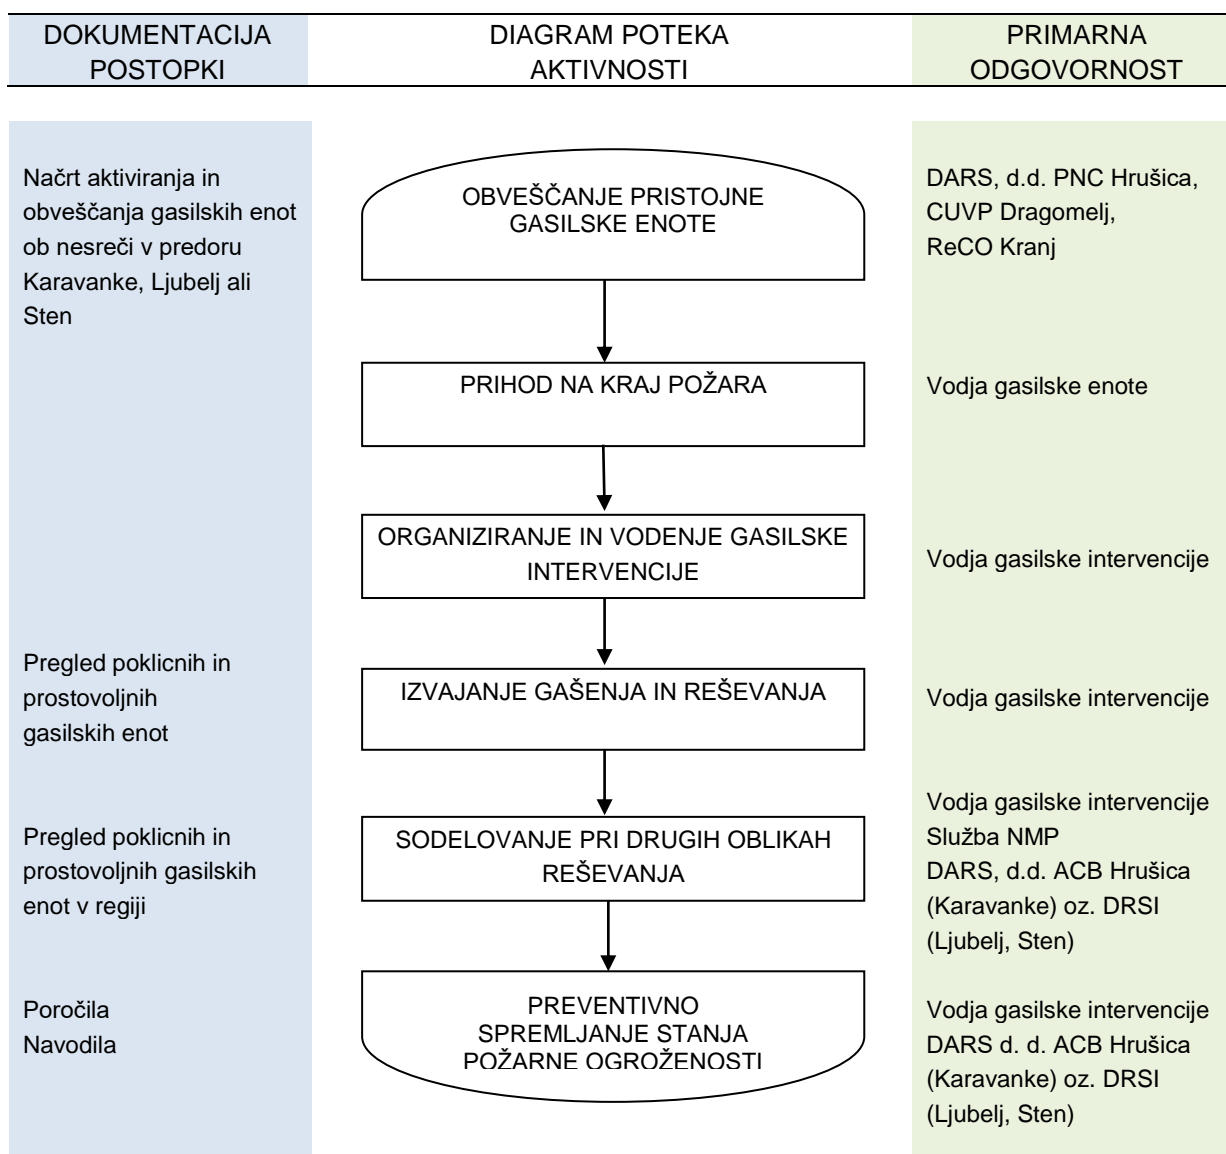 DOKUMENTACIJA
POSTOPKI
DIAGRAM POTEKA
AKTIVNOSTI
PRIMARNA
ODGOVORNOST
Načrt aktiviranja in
obveščanja gasilskih enot
ob nesreči v predoru
Karavanke, Ljubelj ali
Sten
OBVEŠČANJE PRISTOJNE
GASILSKE ENOTE
DARS, d.d. PNC Hrušica,
CUVP Dragomelj,
ReCO Kranj
PRIHOD NA KRAJ POŽARA
Vodja gasilske enote
ORGANIZIRANJE IN VODENJE GASILSKE
INTERVENCIJE
Vodja gasilske intervencije
Pregled poklicnih in
prostovoljnih
gasilskih enot
IZVAJANJE GAŠENJA IN REŠEVANJA
Vodja gasilske intervencije
Pregled poklicnih in
prostovoljnih gasilskih
enot v regiji
SODELOVANJE PRI DRUGIH OBLIKAH
REŠEVANJA
Vodja gasilske intervencije
Služba NMP
DARS, d.d. ACB Hrušica
(Karavanke) oz. DRSI
(Ljubelj, Sten)
Poročila
Navodila
PREVENTIVNO
SPREMLJANJE STANJA
POŽARNE OGROŽENOSTI
Vodja gasilske intervencije
DARS d. d. ACB Hrušica
(Karavanke) oz. DRSI
(Ljubelj, Sten)